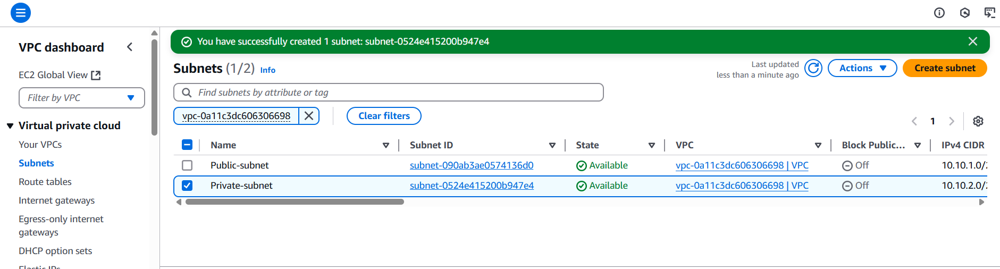 VPC dashboard
EC2 Global View
Filter by VPC
Virtual private cloud
Your VPCs
Subnets
Route tables
Internet gateways
Egress-only internet
gateways
DHCP option sets
Elastic IPs
You have successfully created 1 subnet: subnet-0524e415200b947e4
Subnets (1/2) Info
Last updated
less than a minute ago
Actions
Create subnet
Find subnets by attribute or tag
vpc-0a11c3dc606306698
Clear filters
1
Name Subnet ID State VPC Block Public... IPv4 CIDR
Public-subnet subnet-090ab3ae0574136d0 Available vpc-0a11c3dc606306698 | VPC Off 10.10.1.0/2
Private-subnet subnet-0524e415200b947e4 Available vpc-0a11c3dc606306698 | VPC Off 10.10.2.0/2